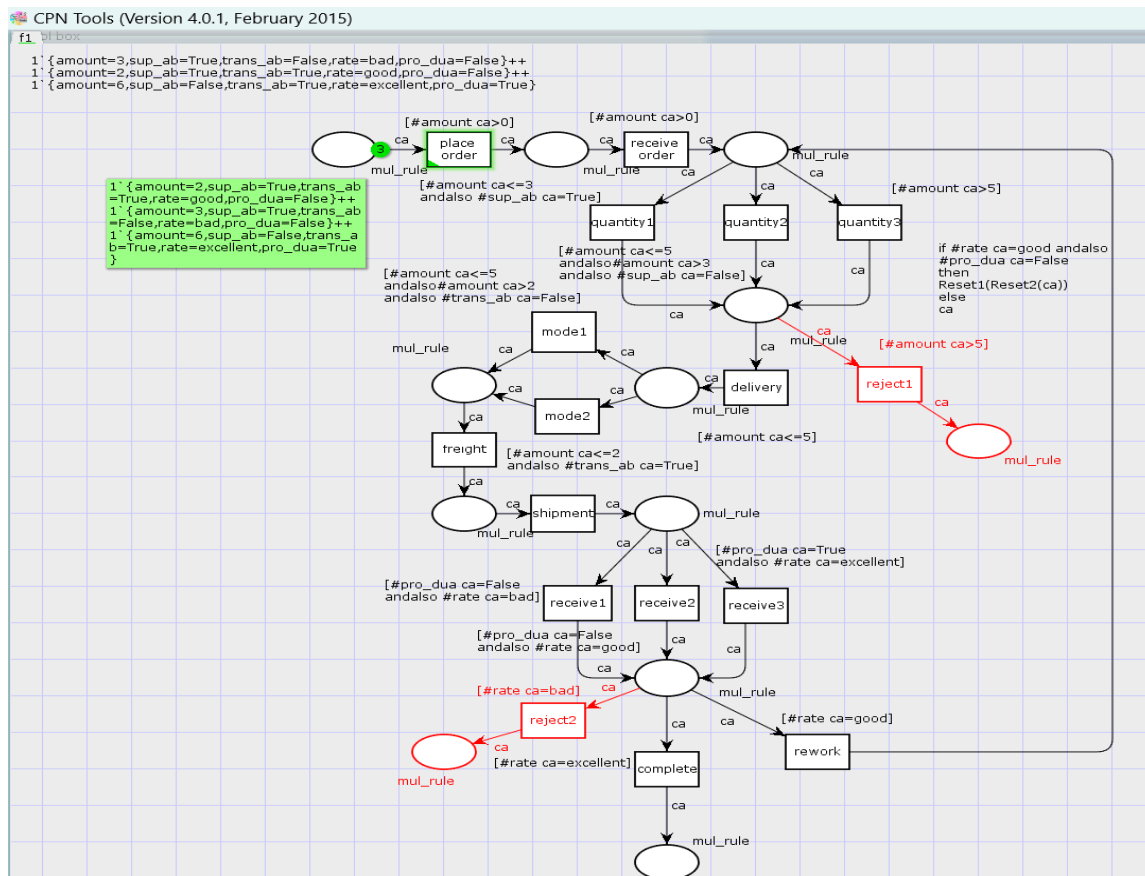 CPN Tools (Version 4.0.1, February 2015)
f1
ol box
1`{amount=3,sup_ab=True,trans_ab=False,rate=bad,pro_dua=False}++
1`{amount=2,sup_ab=True,trans_ab=True,rate=good,pro_dua=False}++
1`{amount=6,sup_ab=False,trans_ab=True,rate=excellent,pro_dua=True}
[#amount ca>0]
[#amount ca>0]
3
ca
place
order
ca
ca
receive
order
ca
mul_rule
mul_rule
mul_rule
1`{amount=2,sup_ab=True,trans_ab
=True,rate=good,pro_dua=False}++
1`{amount=3,sup_ab=True,trans_ab
=False,rate=bad,pro_dua=False}++
1`{amount=6,sup_ab=False,trans_a
b=True,rate=excellent,pro_dua=True
}
[#amount ca<=3
andalso #sup_ab ca=True]
ca
ca
ca
[#amount ca>5]
quantity1
quantity2
quantity3
[#amount ca<=5
andalso#amount ca>3
andalso #sup_ab ca=False]
ca
ca
ca
if #rate ca=good andalso
#pro_dua ca=False
then
Reset1(Reset2(ca))
else
ca
[#amount ca<=5
andalso#amount ca>2
andalso #trans_ab ca=False]
mode1
ca
ca
mul_rule
[#amount ca>5]
mul_rule
ca
ca
ca
reject1
ca
delivery
ca
ca
ca
mode2
mul_rule
ca
mul_rule
[#amount ca<=5]
freight
[#amount ca<=2
andalso #trans_ab ca=True]
ca
ca
shipment
ca
mul_rule
mul_rule
ca
ca
ca
[#pro_dua ca=True
andalso #rate ca=excellent]
[#pro_dua ca=False
andalso #rate ca=bad]
receive1
receive2
receive3
[#pro_dua ca=False
andalso #rate ca=good]
ca
ca
ca
[#rate ca=bad]
ca
mul_rule
reject2
ca
ca
[#rate ca=good]
ca
rework
mul_rule
[#rate ca=excellent]
complete
ca
mul_rule